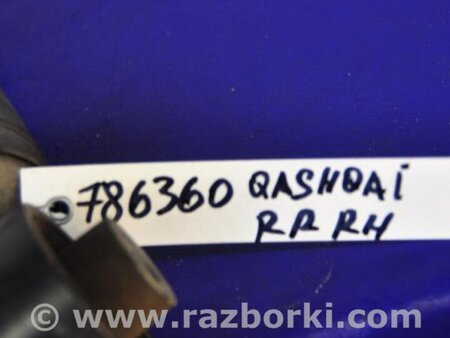 786360 QASHQAI
RR RH
© www.razborki.com